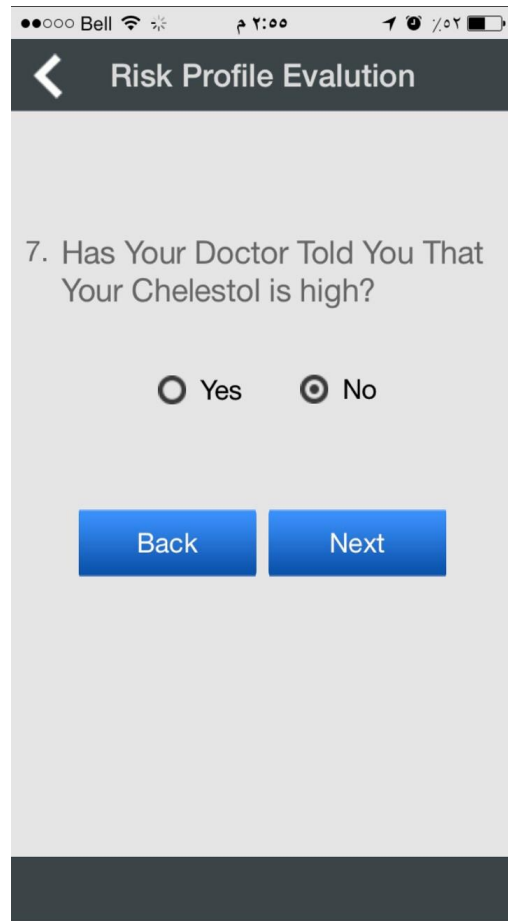 Bell ٢:٥٥ م ٪٥٢
Risk Profile Evalution
7. Has Your Doctor Told You That
Your Chelestol is high?
Yes No
Back Next